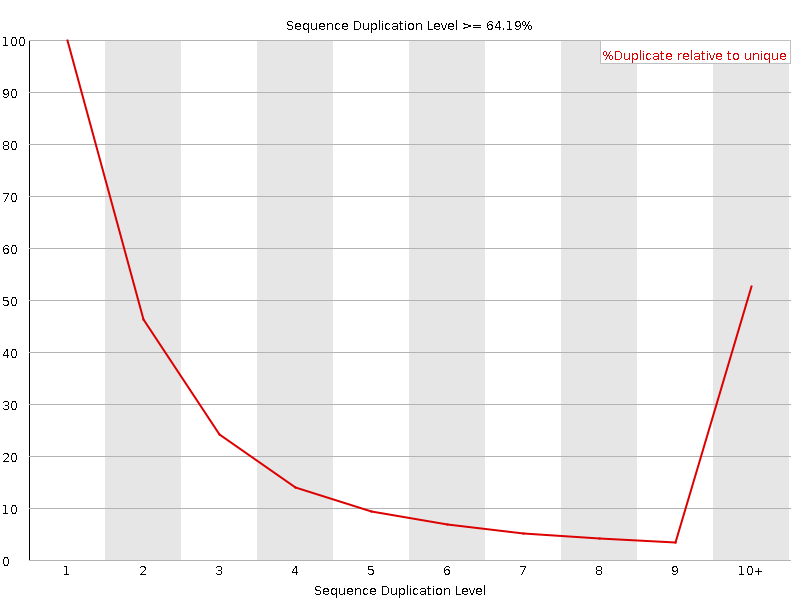 Sequence Duplication Level >= 64.19%
%Duplicate relative to unique
100
90
80
70
60
50
40
30
20
10
0
1 2 3 4 5 6 7 8 9 10+
Sequence Duplication Level